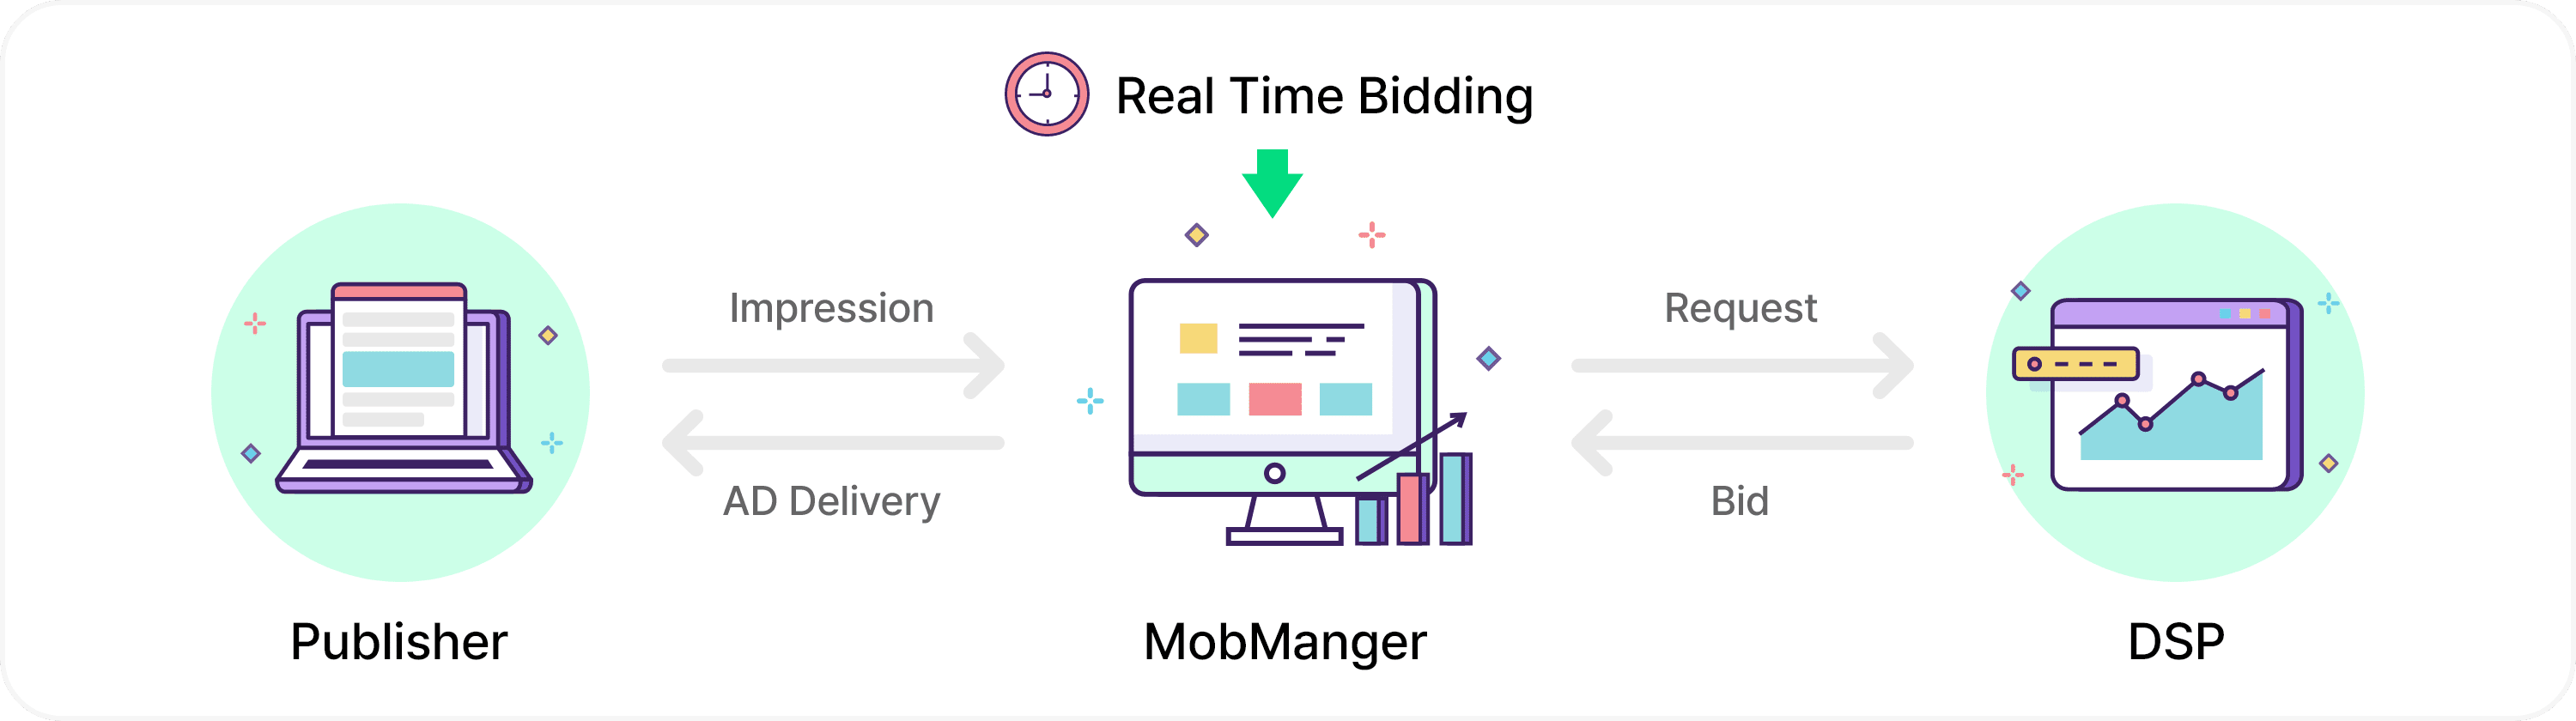 Real Time Bidding
Impression
Request
AD Delivery
Bid
Publisher
MobManger
DSP